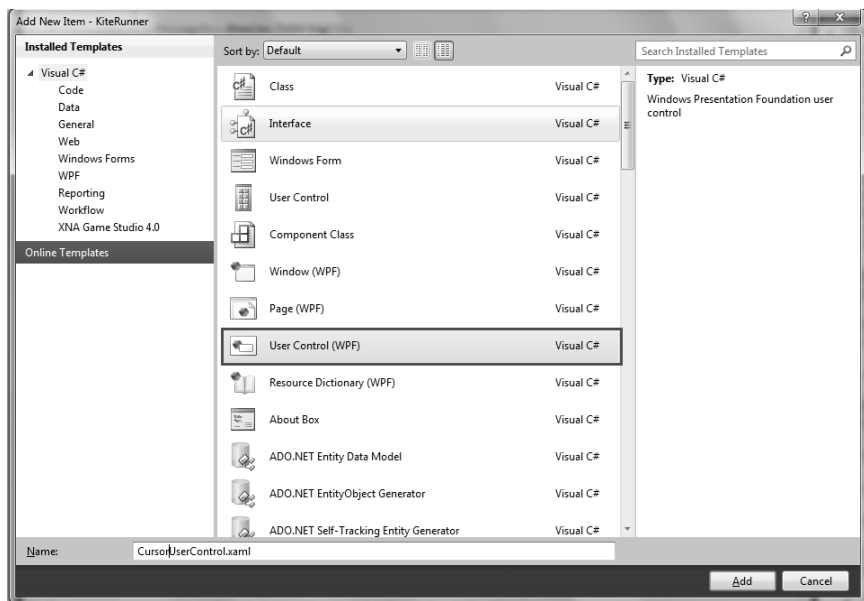 Add New Item - KiteRunner
Installed Templates
Visual C#
Code
Data
General
Web
Windows Forms
WPF
Reporting
Workflow
XNA Game Studio 4.0
Online Templates
Sort by: Default
Search Installed Templates
Class Visual C#
Interface Visual C#
Windows Form Visual C#
User Control Visual C#
Component Class Visual C#
Window (WPF) Visual C#
Page (WPF) Visual C#
User Control (WPF) Visual C#
Resource Dictionary (WPF) Visual C#
About Box Visual C#
ADO.NET Entity Data Model Visual C#
ADO.NET EntityObject Generator Visual C#
ADO.NET Self-Tracking Entity Generator Visual C#
Type: Visual C#
Windows Presentation Foundation user
control
Name: CursorUserControl.xaml
Add Cancel